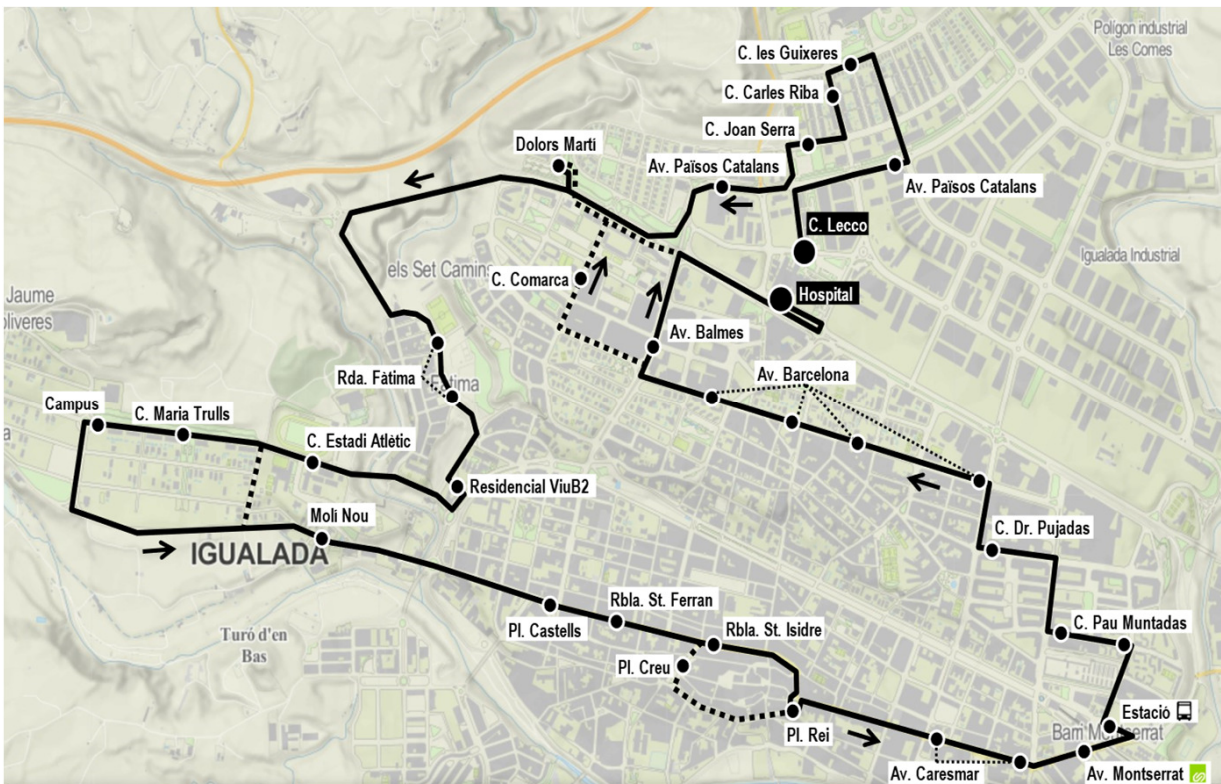 Polígon industrial
Les Comes
C. les Guixeres
C. Carles Riba
C. Joan Serra
Dolors Martí
Av. Països Catalans
Av. Països Catalans
C. Lecco
Igualada Industrial
els Set Camins
C. Comarca
Hospital
Jaume
oliveres
Av. Balmes
Rda. Fàtima
Fàtima
Av. Barcelona
Campus
C. Maria Trulls
C. Estadi Atlètic
Residencial ViuB2
Moli Nou
IGUALADA
C. Dr. Pujadas
Rbla. St. Ferran
Pl. Castells
Rbla. St. Isidre
C. Pau Muntadas
Turó d'en
Bas
Pl. Creu
Pl. Rei
Estació
Barri Montserrat
Av. Caresmar
Av. Montserrat